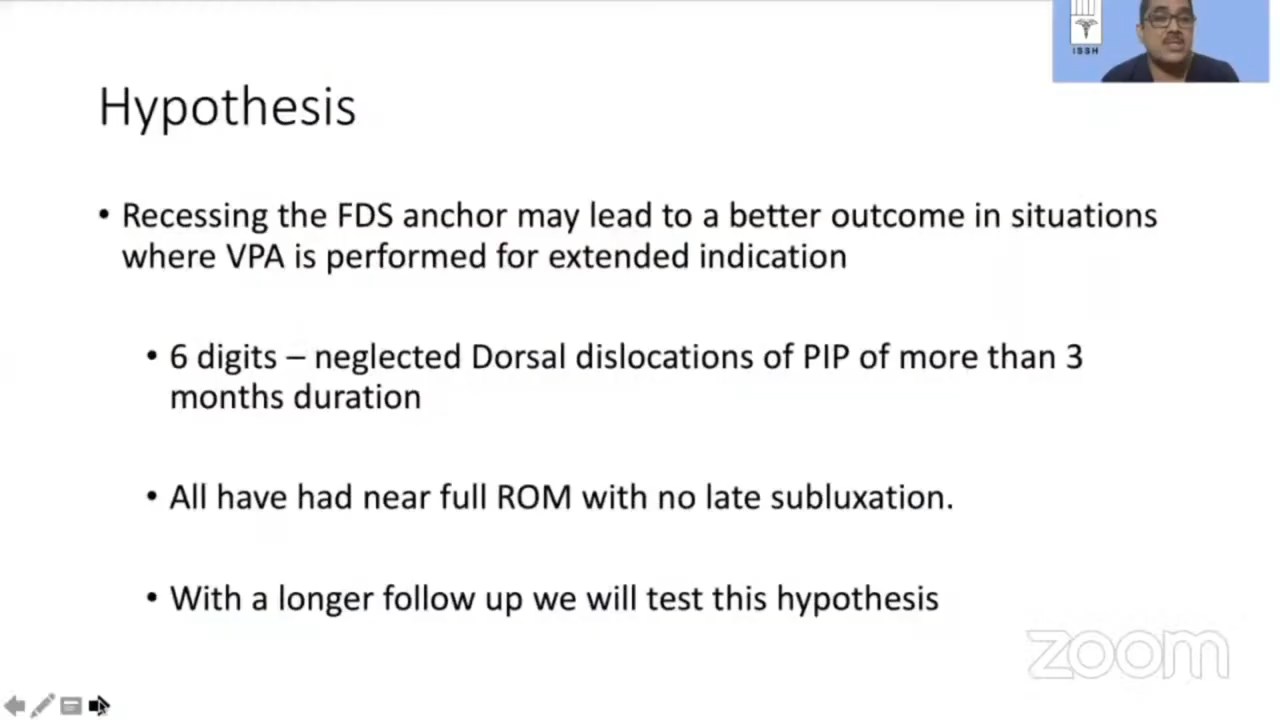 ISSH
Hypothesis
• Recessing the FDS anchor may lead to a better outcome in situations
where VPA is performed for extended indication
• 6 digits – neglected Dorsal dislocations of PIP of more than 3
months duration
• All have had near full ROM with no late subluxation.
• With a longer follow up we will test this hypothesis
zoom